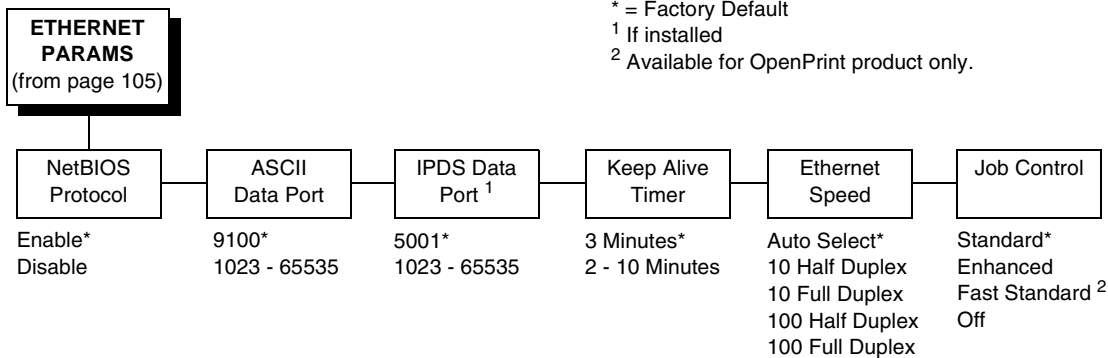 * = Factory Default
1 If installed
2 Available for OpenPrint product only.
ETHERNET
PARAMS
(from page 105)
NetBIOS
Protocol
Enable*
Disable
ASCII
Data Port
9100*
1023 - 65535
IPDS Data
Port 1
5001*
1023 - 65535
Keep Alive
Timer
3 Minutes*
2 - 10 Minutes
Ethernet
Speed
Auto Select*
10 Half Duplex
10 Full Duplex
100 Half Duplex
100 Full Duplex
Job Control
Standard*
Enhanced
Fast Standard 2
Off